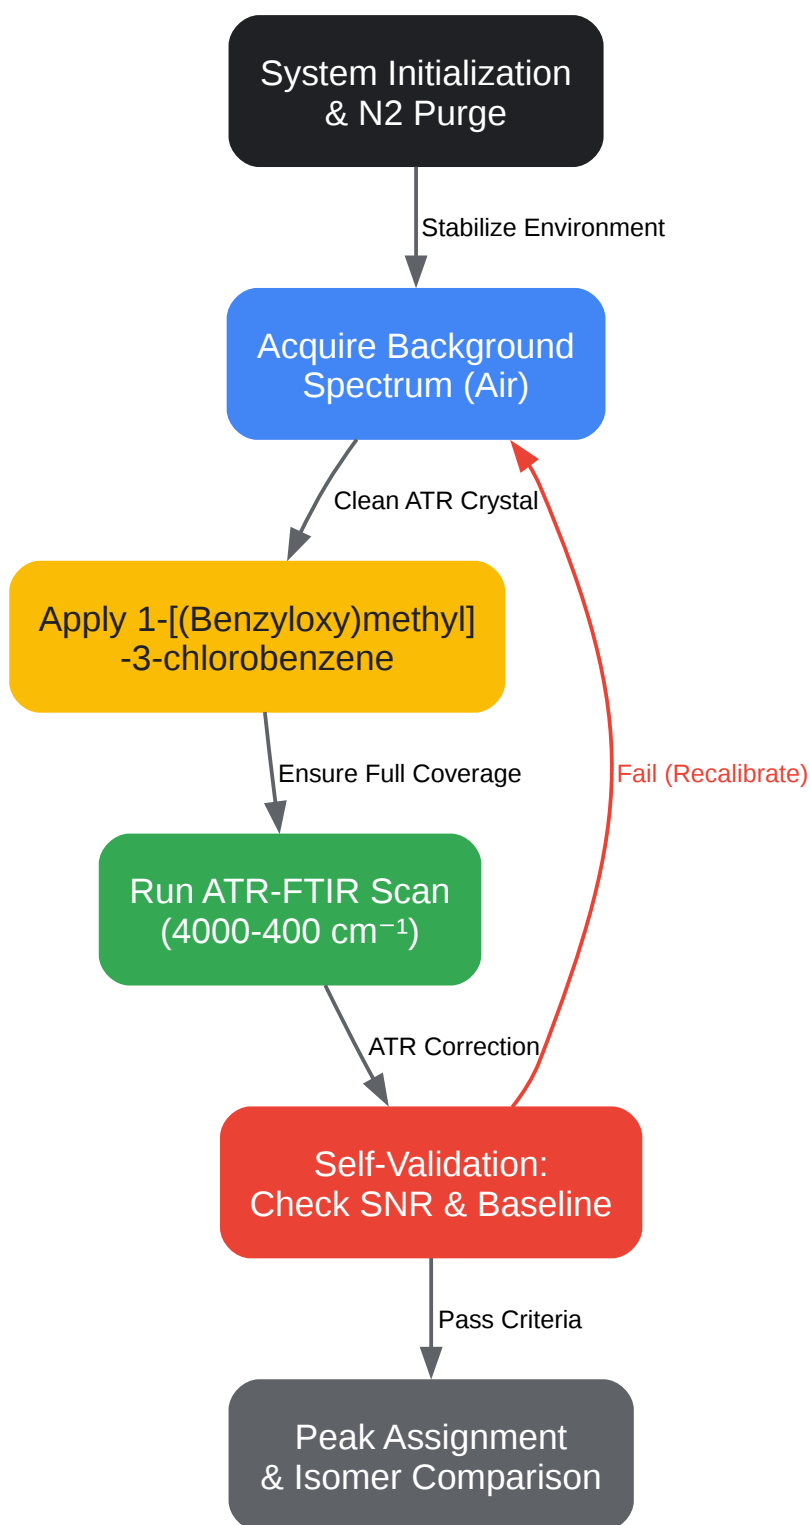 System Initialization
& N2 Purge
Stabilize Environment
Acquire Background
Spectrum (Air)
Clean ATR Crystal
Apply 1-[(Benzyloxy)methyl]
-3-chlorobenzene
Ensure Full Coverage
Fail (Recalibrate)
Run ATR-FTIR Scan
(4000-400 cm⁻¹)
ATR Correction
Self-Validation:
Check SNR & Baseline
Pass Criteria
Peak Assignment
& Isomer Comparison